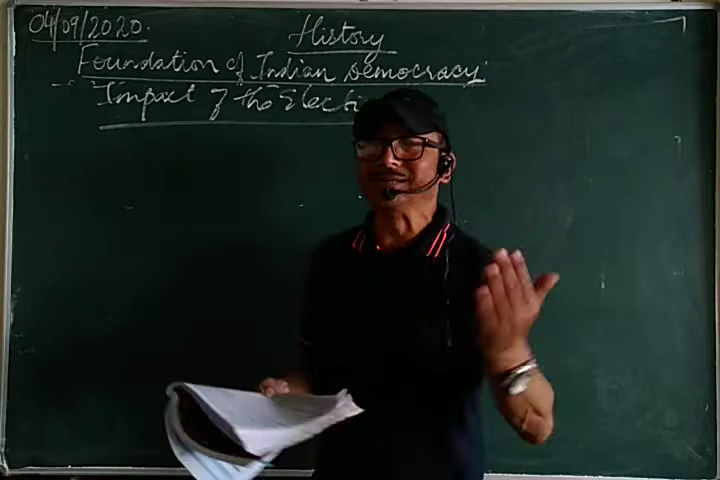 04/09/2020.
History
Foundation of Indian Democracy
Impact of the Electi